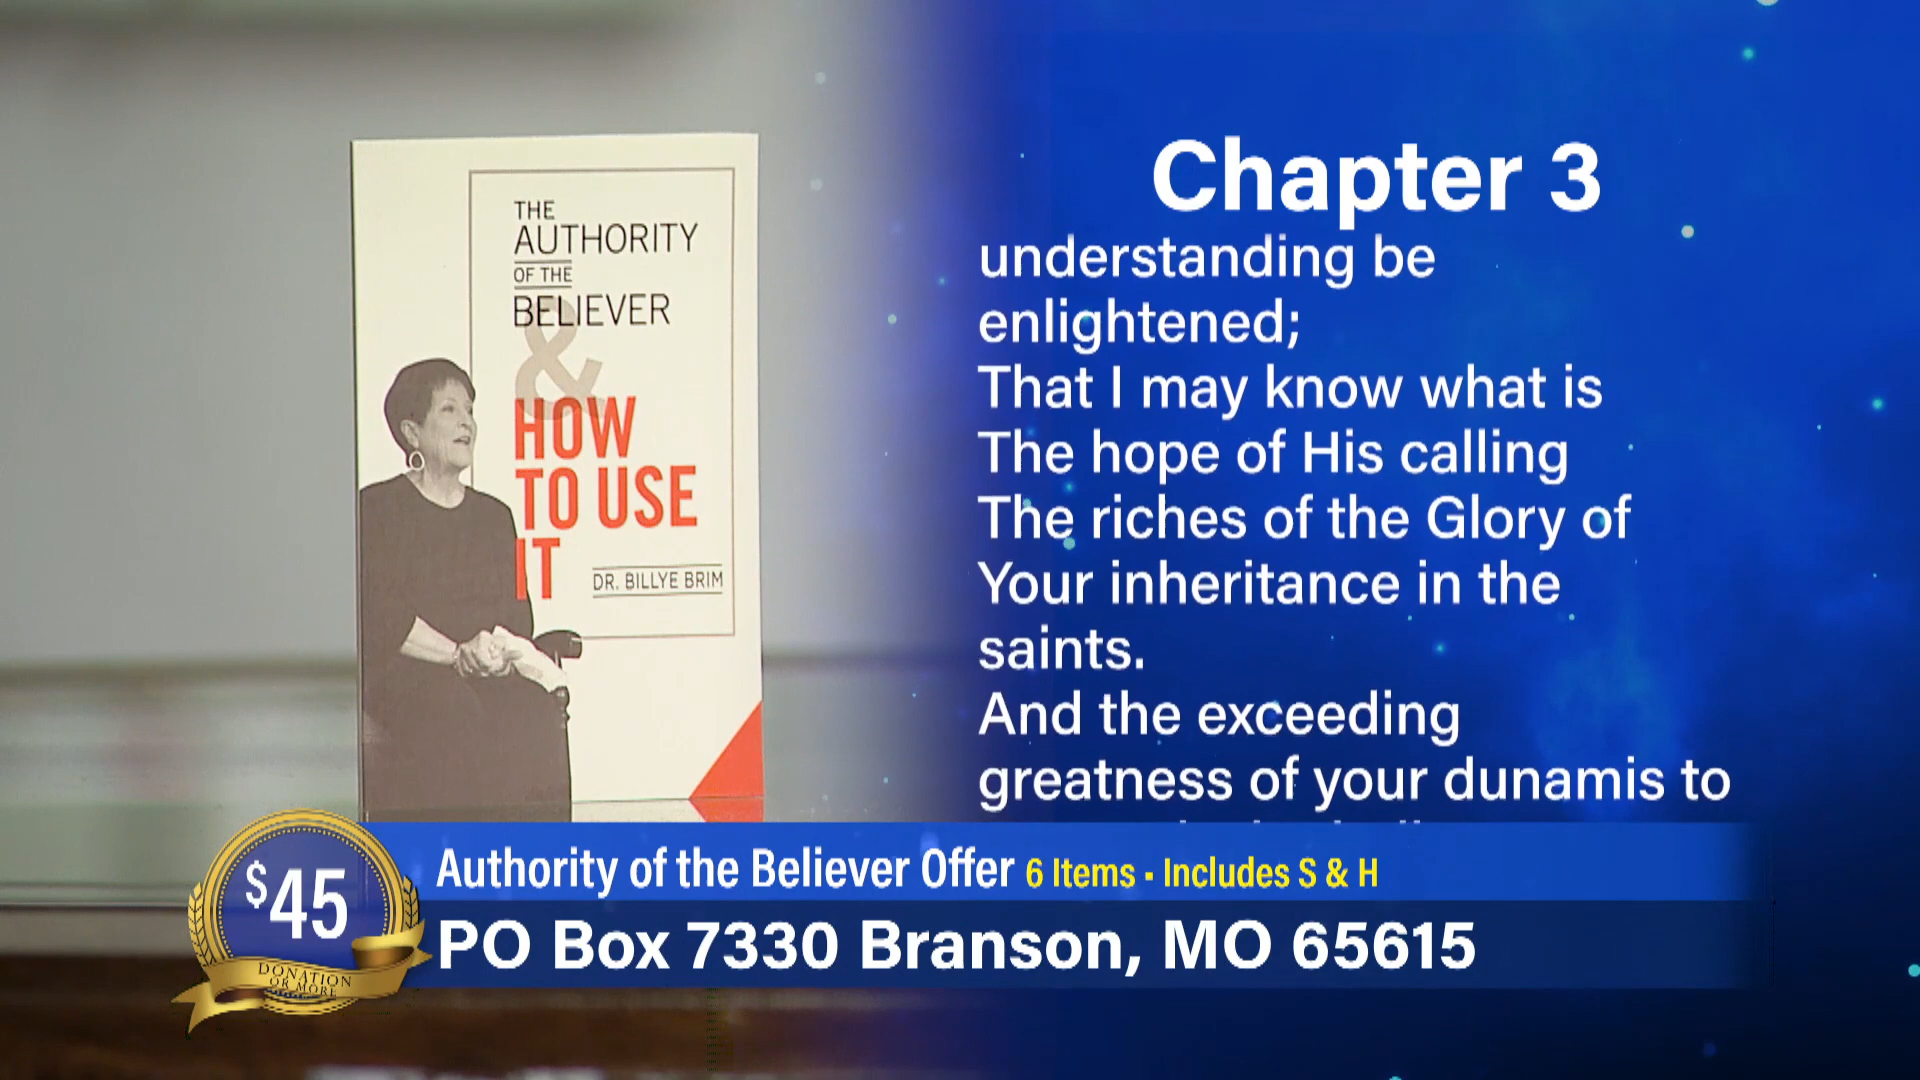 THE
AUTHORITY
OF THE
BELIEVER
&
HOW
TO USE
IT
DR. BILLYE BRIM
Chapter 3
understanding be
enlightened;
That I may know what is
The hope of His calling
The riches of the Glory of
Your inheritance in the
saints.
And the exceeding
greatness of your dunamis to
$45
DONATION
OR MORE
Authority of the Believer Offer 6 Items - Includes S & H
PO Box 7330 Branson, MO 65615